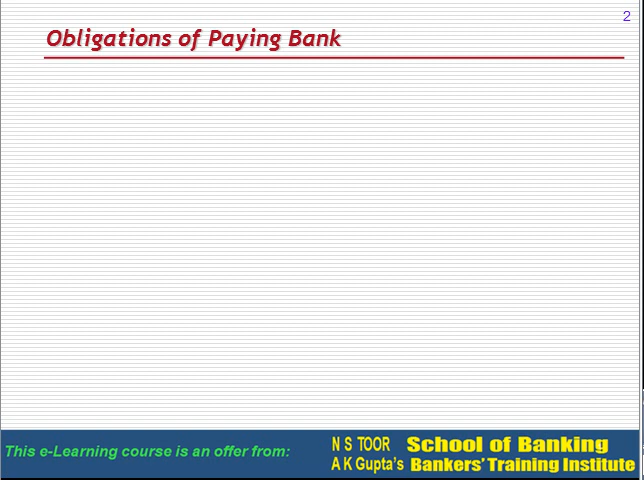 2
Obligations of Paying Bank
This e-Learning course is an offer from:
N S TOOR School of Banking
A K Gupta's Bankers' Training Institute